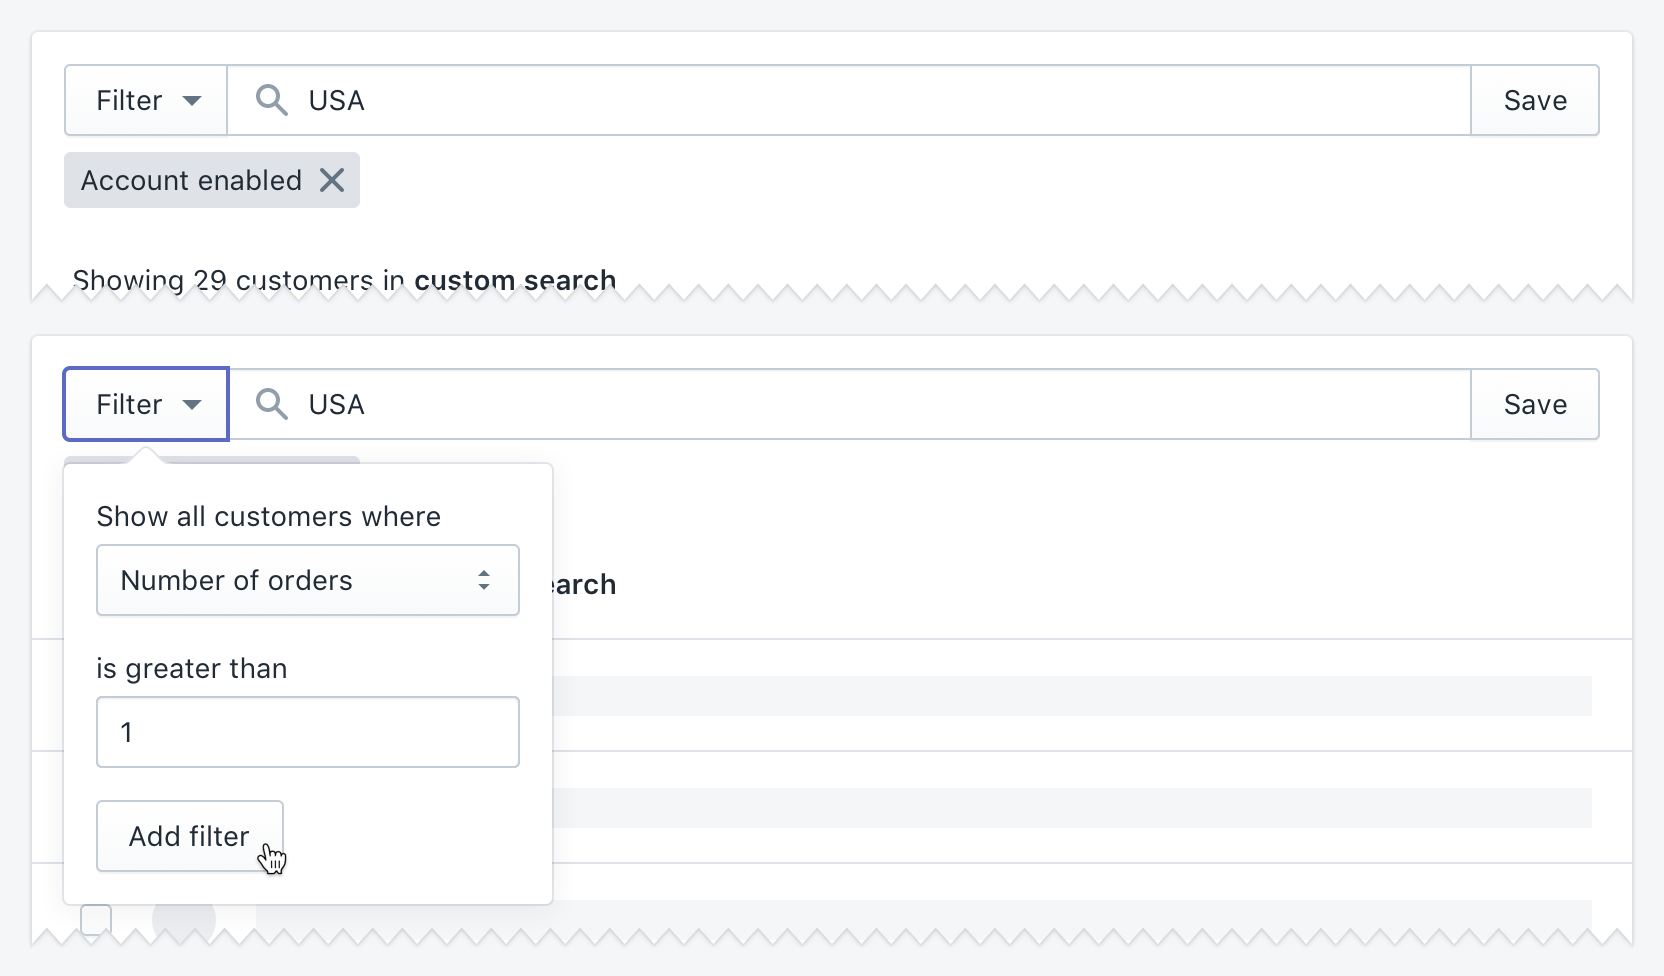 Filter USA Save
Account enabled
Showing 29 customers in custom search
Filter USA Save
Show all customers where
Number of orders
earch
is greater than
1
Add filter